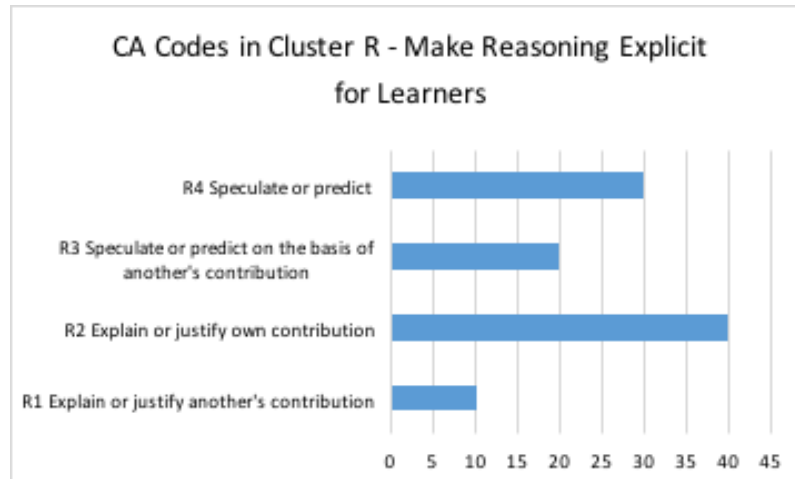 CA Codes in Cluster R - Make Reasoning Explicit
for Learners
R4 Speculate or predict
R3 Speculate or predict on the basis of
another's contribution
R2 Explain or justify own contribution
R1 Explain or justify another's contribution
0 5 10 15 20 25 30 35 40 45